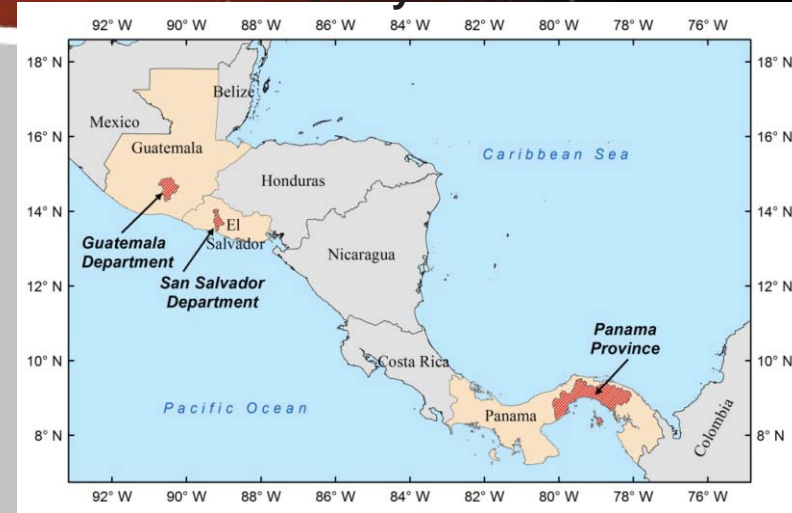 92° W 90° W 88° W 86° W 84° W 82° W 80° W 78° W 76° W
18° N 18° N
Belize
Mexico
16° N 16° N
Guatemala
Caribbean Sea
Honduras
14° N 14° N
El
Salvador
Guatemala
Department
Nicaragua
San Salvador
Department
12° N 12° N
Panama
Province
10° N 10° N
Costa Rica
Pacific Ocean
Panama
Colombia
8° N 8° N
92° W 90° W 88° W 86° W 84° W 82° W 80° W 78° W 76° W